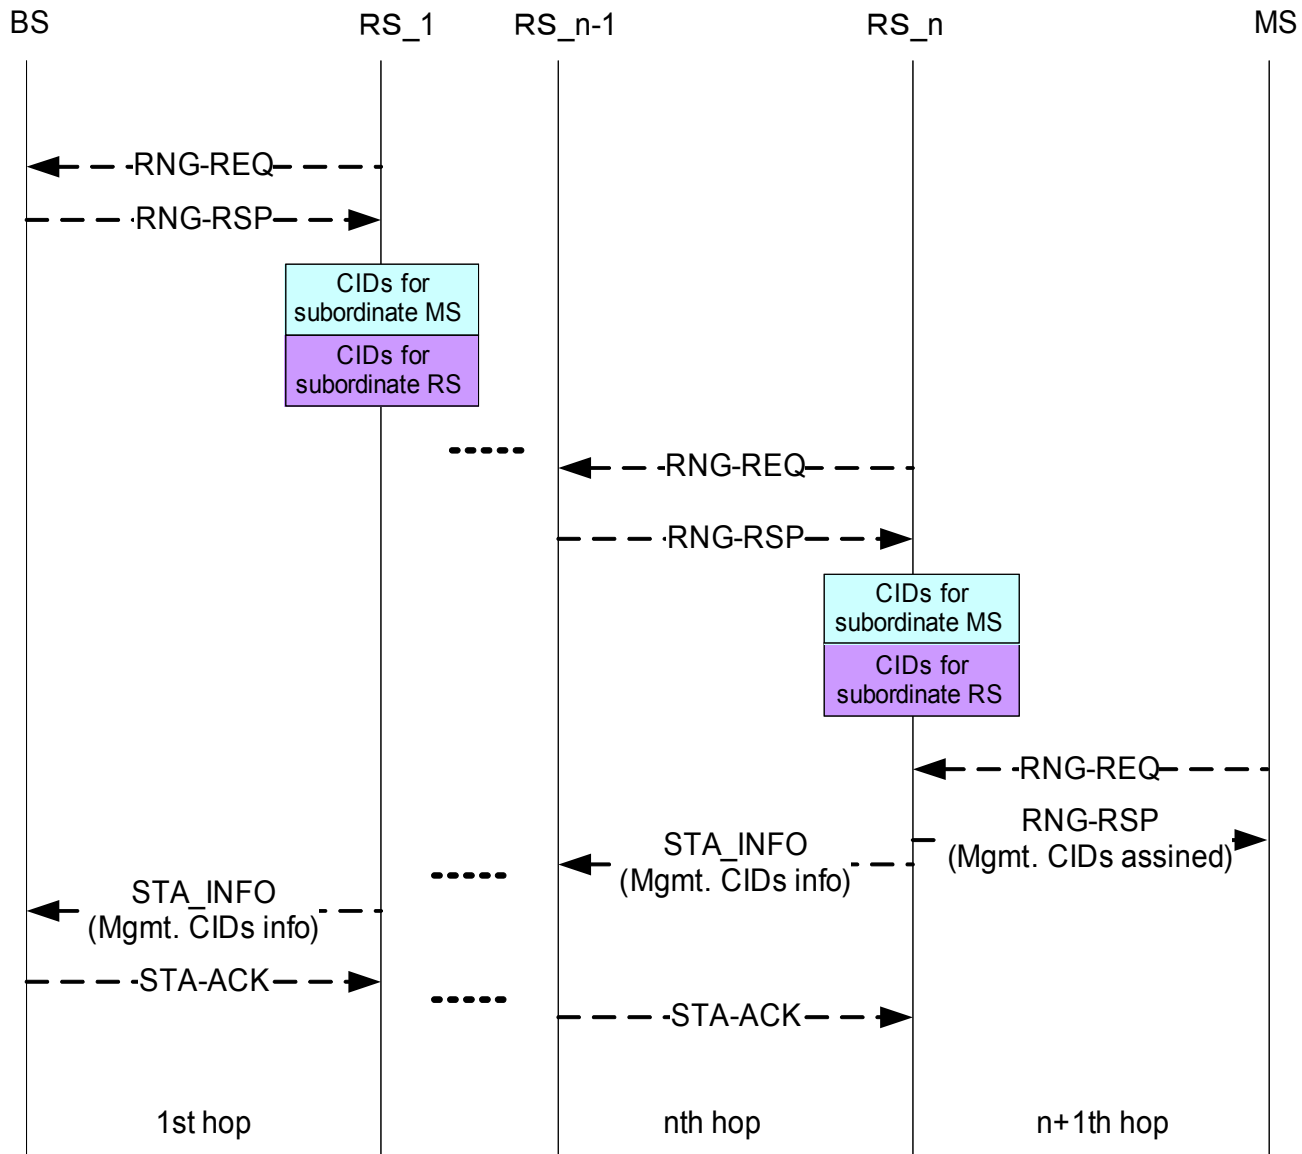 BS
RS_1
RS_n-1
RS_n
MS
RNG-REQ
RNG-RSP
CIDs for
subordinate MS
CIDs for
subordinate RS
RNG-REQ
RNG-RSP
CIDs for
subordinate MS
CIDs for
subordinate RS
RNG-REQ
RNG-RSP
(Mgmt. CIDs assined)
STA_INFO
(Mgmt. CIDs info)
STA_INFO
(Mgmt. CIDs info)
STA-ACK
STA-ACK
1st hop
nth hop
n+1th hop